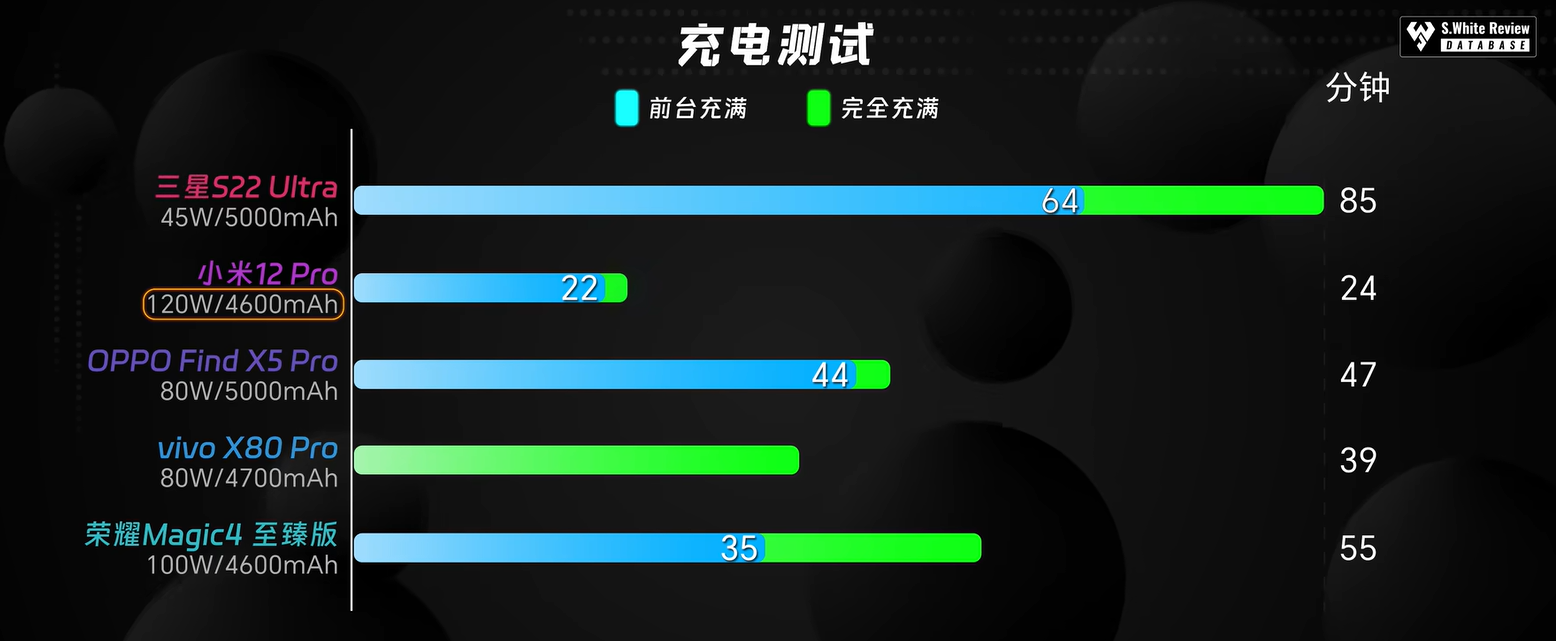 充电测试
S.White Review
DATABASE
前台充满 完全充满
分钟
三星S22 Ultra
45W/5000mAh
64
85
小米12 Pro
120W/4600mAh
22
24
OPPO Find X5 Pro
80W/5000mAh
44
47
vivo X80 Pro
80W/4700mAh
39
荣耀Magic4 至臻版
100W/4600mAh
35
55